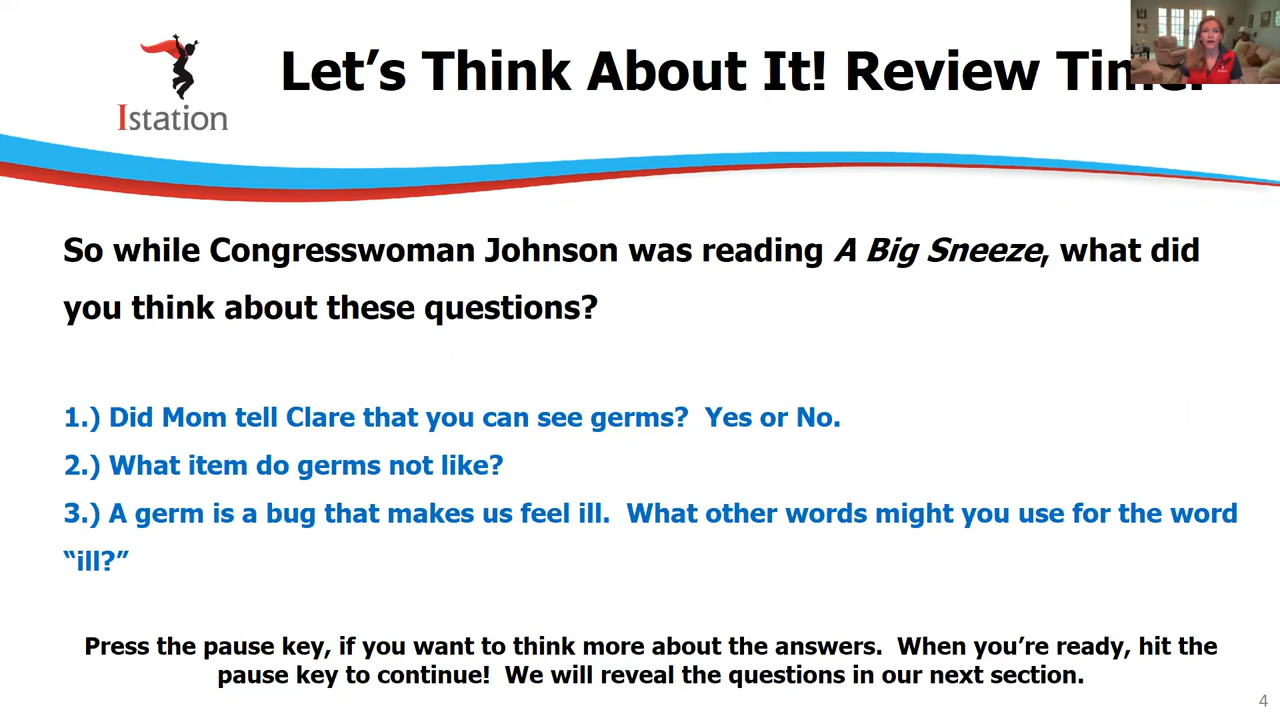 Let’s Think About It! Review Time!
Istation
So while Congresswoman Johnson was reading A Big Sneeze, what did
you think about these questions?
1.) Did Mom tell Clare that you can see germs?  Yes or No.
2.) What item do germs not like?
3.) A germ is a bug that makes us feel ill.  What other words might you use for the word
“ill?”
Press the pause key, if you want to think more about the answers.  When you’re ready, hit the
pause key to continue!  We will reveal the questions in our next section.
4